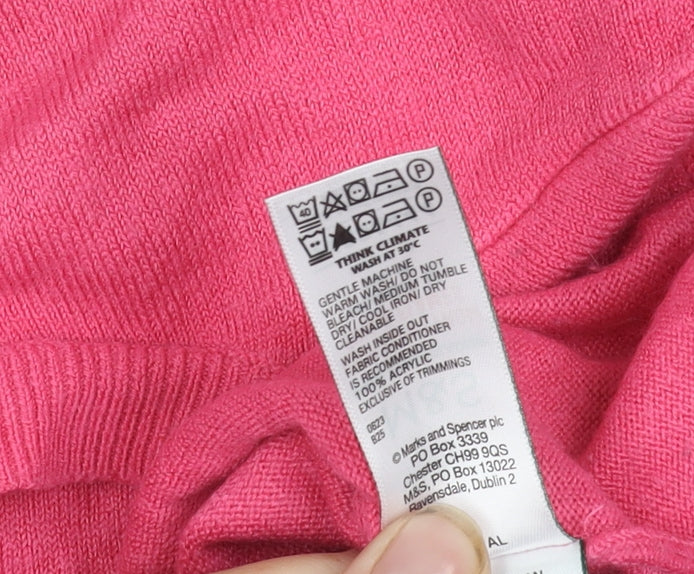 40 P
P
THINK CLIMATE
WASH AT 30°C
GENTLE MACHINE
WARM WASH/ DO NOT
BLEACH/ MEDIUM TUMBLE
DRY/ COOL IRON/ DRY
CLEANABLE
WASH INSIDE OUT
FABRIC CONDITIONER
IS RECOMMENDED
100% ACRYLIC
EXCLUSIVE OF TRIMMINGS
0623
825
© Marks and Spencer plc
PO Box 3339
Chester CH99 9QS
M&S, PO Box 13022
Ravensdale, Dublin 2
AL